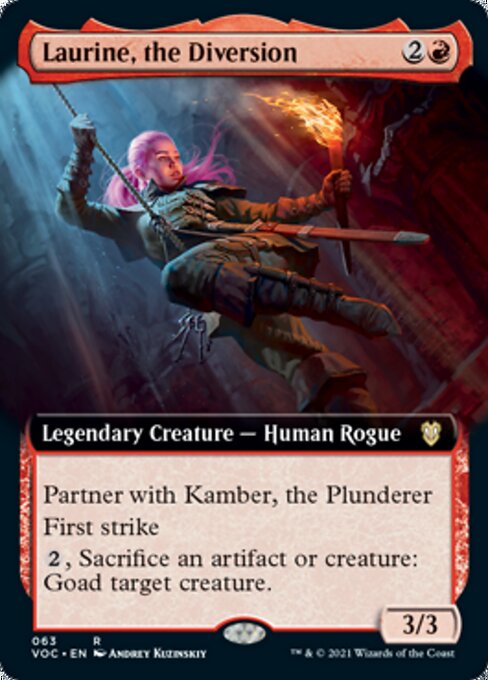 Laurine, the Diversion 2
Legendary Creature — Human Rogue
Partner with Kamber, the Plunderer
First strike
2, Sacrifice an artifact or creature:
Goad target creature.
3/3
063 R
VOC • EN Andrey Kuzinskiy ™ & © 2021 Wizards of the Coast